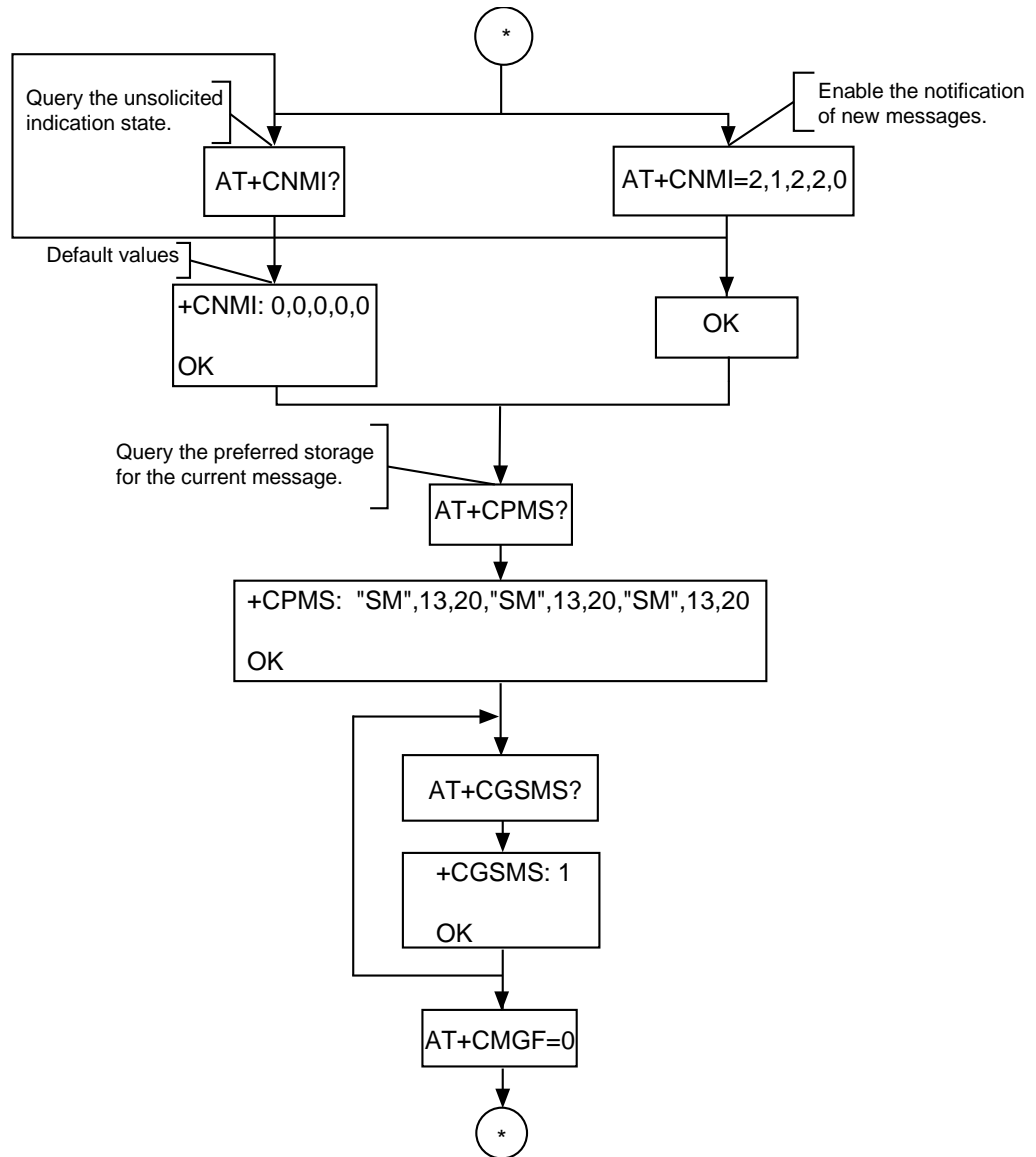 *
Query the unsolicited
indication state.
Enable the notification
of new messages.
AT+CNMI?
AT+CNMI=2,1,2,2,0
Default values
+CNMI: 0,0,0,0,0
OK
OK
Query the preferred storage
for the current message.
AT+CPMS?
+CPMS:  "SM",13,20,"SM",13,20,"SM",13,20
OK
AT+CGSMS?
+CGSMS: 1
OK
AT+CMGF=0
*